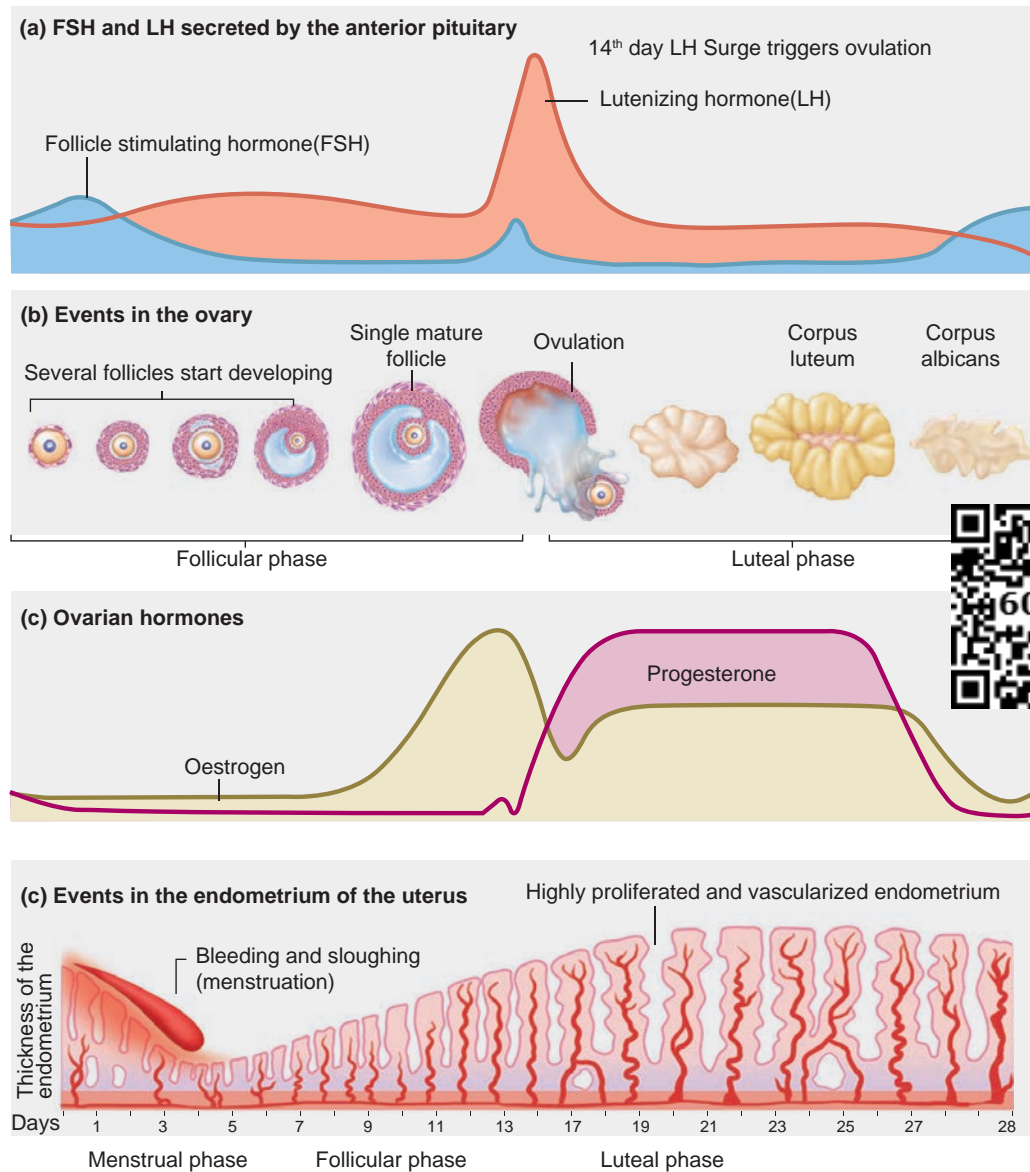 (a) FSH and LH secreted by the anterior pituitary
14th day LH Surge triggers ovulation
Lutenizing hormone(LH)
Follicle stimulating hormone(FSH)
(b) Events in the ovary
Several follicles start developing
Single mature
follicle
Ovulation
Corpus
luteum
Corpus
albicans
Follicular phase
Luteal phase
(c) Ovarian hormones
Progesterone
Oestrogen
(c) Events in the endometrium of the uterus
Highly proliferated and vascularized endometrium
Bleeding and sloughing
(menstruation)
Thickness of the
endometrium
Days 1 3 5 7 9 11 13 17 19 21 23 25 27 28
Menstrual phase Follicular phase Luteal phase